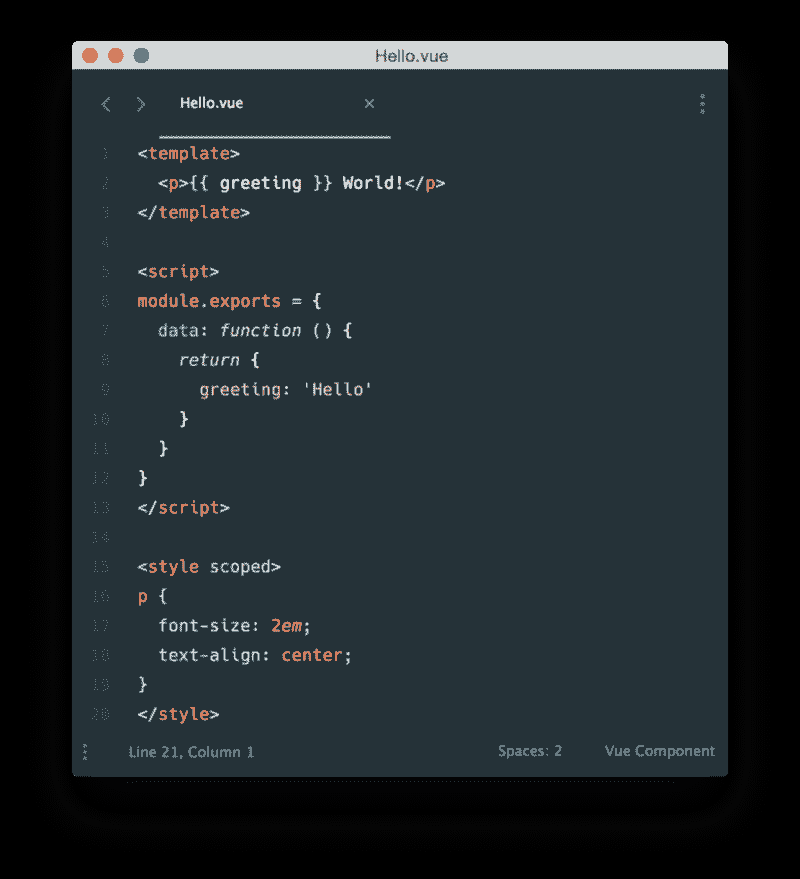 Hello.vue
Hello.vue ×
1 <template>
2   <p>{{ greeting }} World!</p>
3 </template>
4
5 <script>
6 module.exports = {
7   data: function () {
8     return {
9       greeting: 'Hello'
10     }
11   }
12 }
13 </script>
14
15 <style scoped>
16 p {
17   font-size: 2em;
18   text-align: center;
19 }
20 </style>
Line 21, Column 1 Spaces: 2 Vue Component